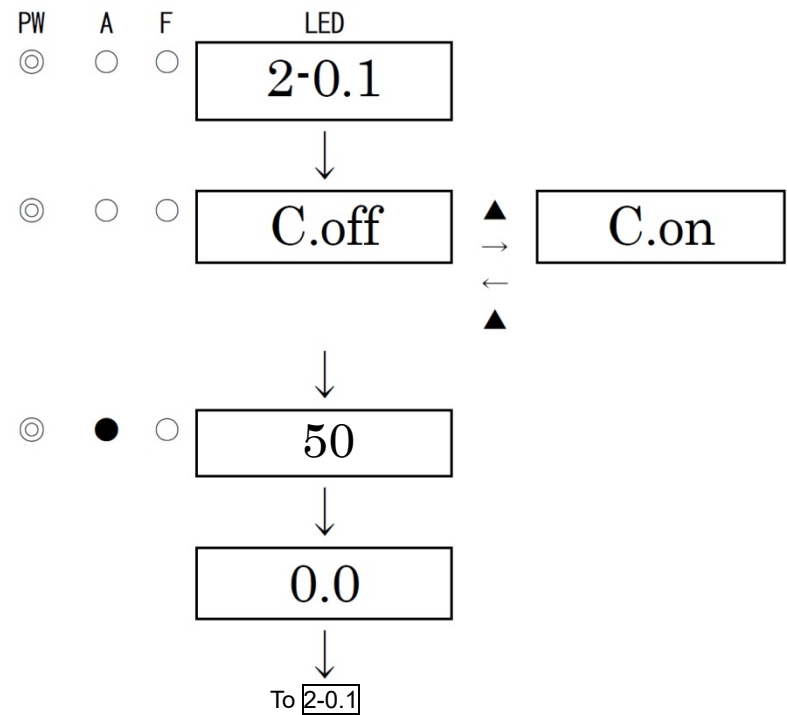 PW A F LED
◎ ○ ○ 2-0.1
↓
◎ ○ ○ C.off ▲ C.on
→
←
▲
↓
◎ ● ○ 50
↓
0.0
↓
To 2-0.1